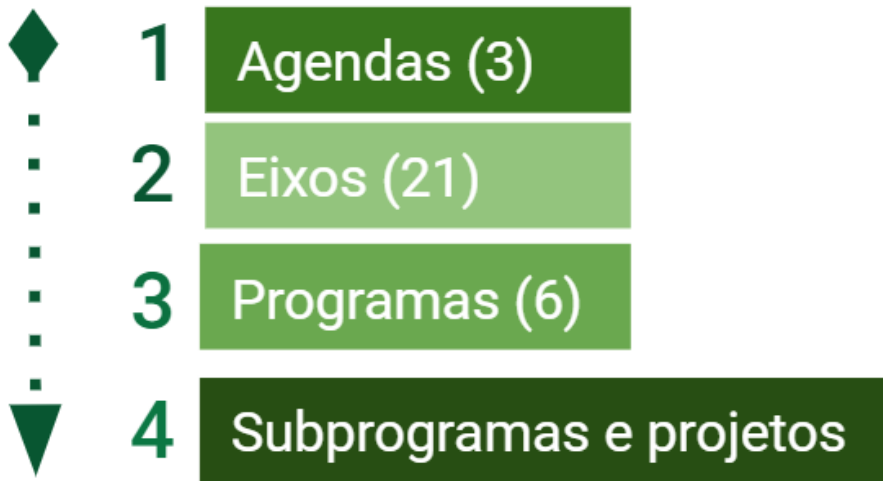 1 Agendas (3)
2 Eixos (21)
3 Programas (6)
4 Subprogramas e projetos